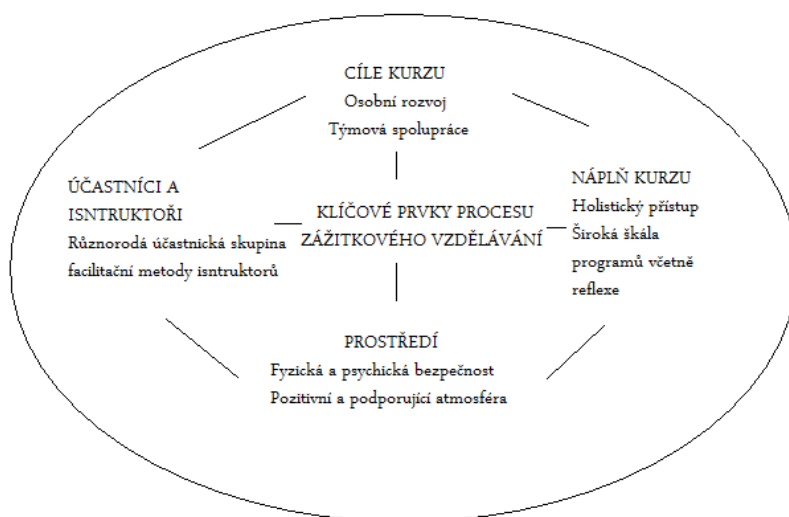 CÍLE KURZU
Osobní rozvoj
Týmová spolupráce
ÚČASTNÍCI A
ISNTRUKTOŘI
Různorodá účastnická skupina
facilitační metody isntruktorů
KLÍČOVÉ PRVKY PROCESU
ZÁŽITKOVÉHO VZDĚLÁVÁNÍ
NÁPLŇ KURZU
Holistický přístup
Široká škála
programů včetně
reflexe
PROSTŘEDÍ
Fyzická a psychická bezpečnost
Pozitivní a podporující atmosféra